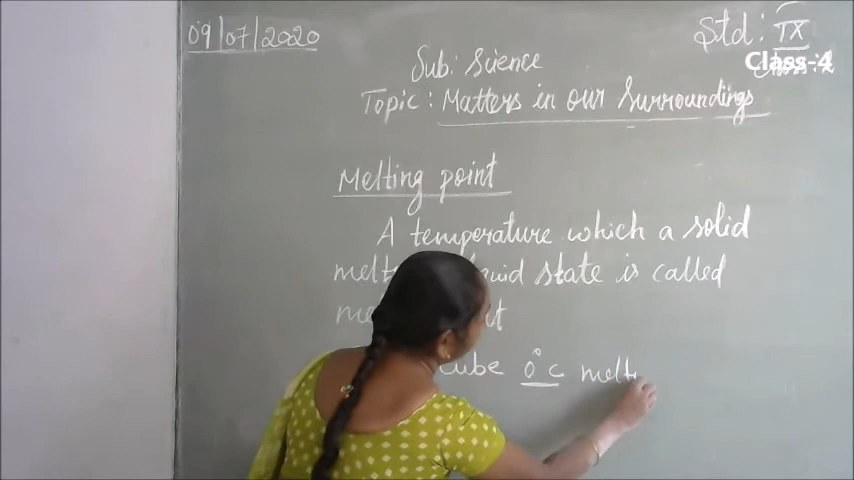 09/07/2020
Std: IX
Class-4
Sub: Science
Topic: Matters in our Surroundings
Melting point
A temperature which a solid
state is called
cube 0°c melt